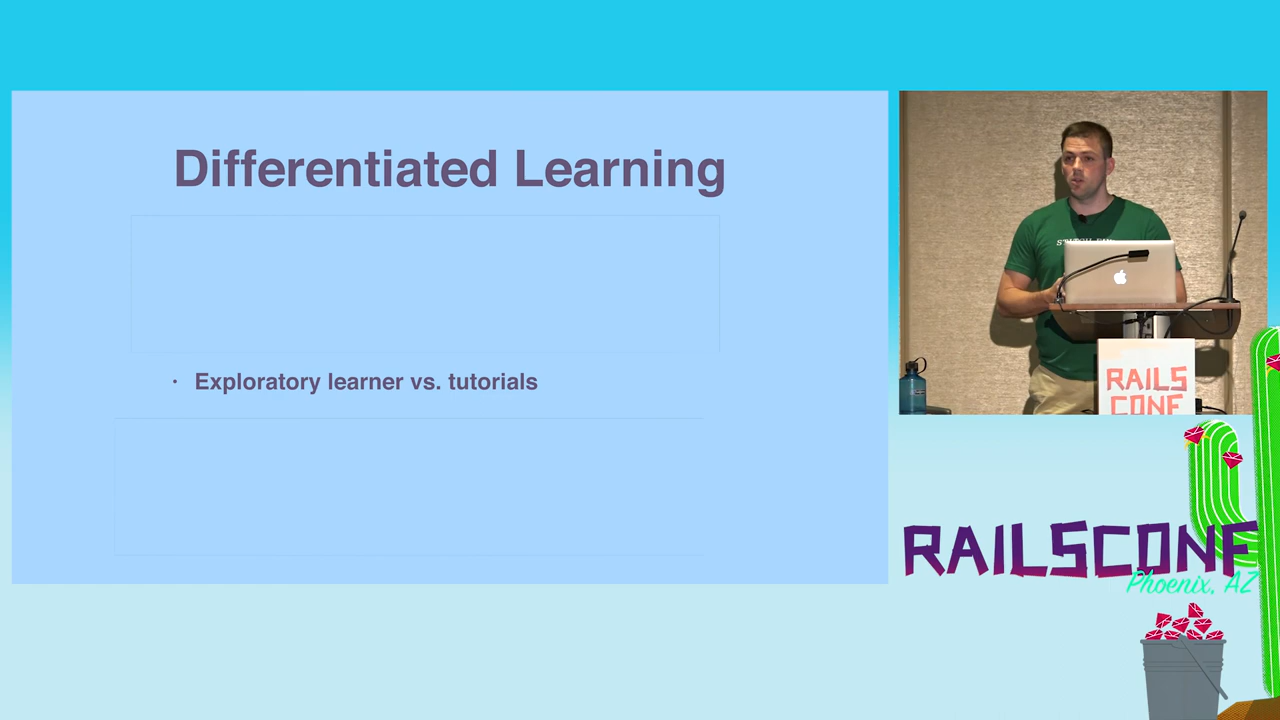 Differentiated Learning
· Exploratory learner vs. tutorials
RAILS
CONF
RAILSCONF
Phoenix, AZ